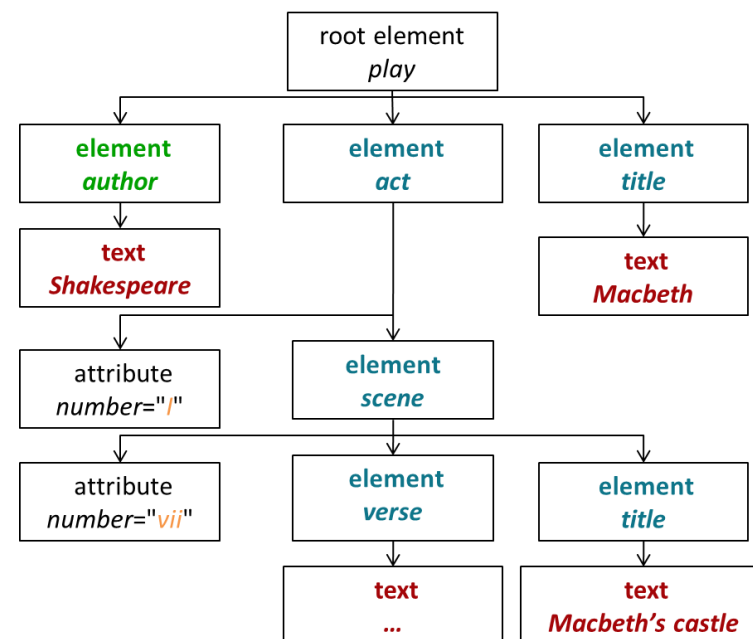 root element
play
element
author
element
act
element
title
text
Shakespeare
text
Macbeth
attribute
number="I"
element
scene
attribute
number="vii"
element
verse
element
title
text
...
text
Macbeth’s castle